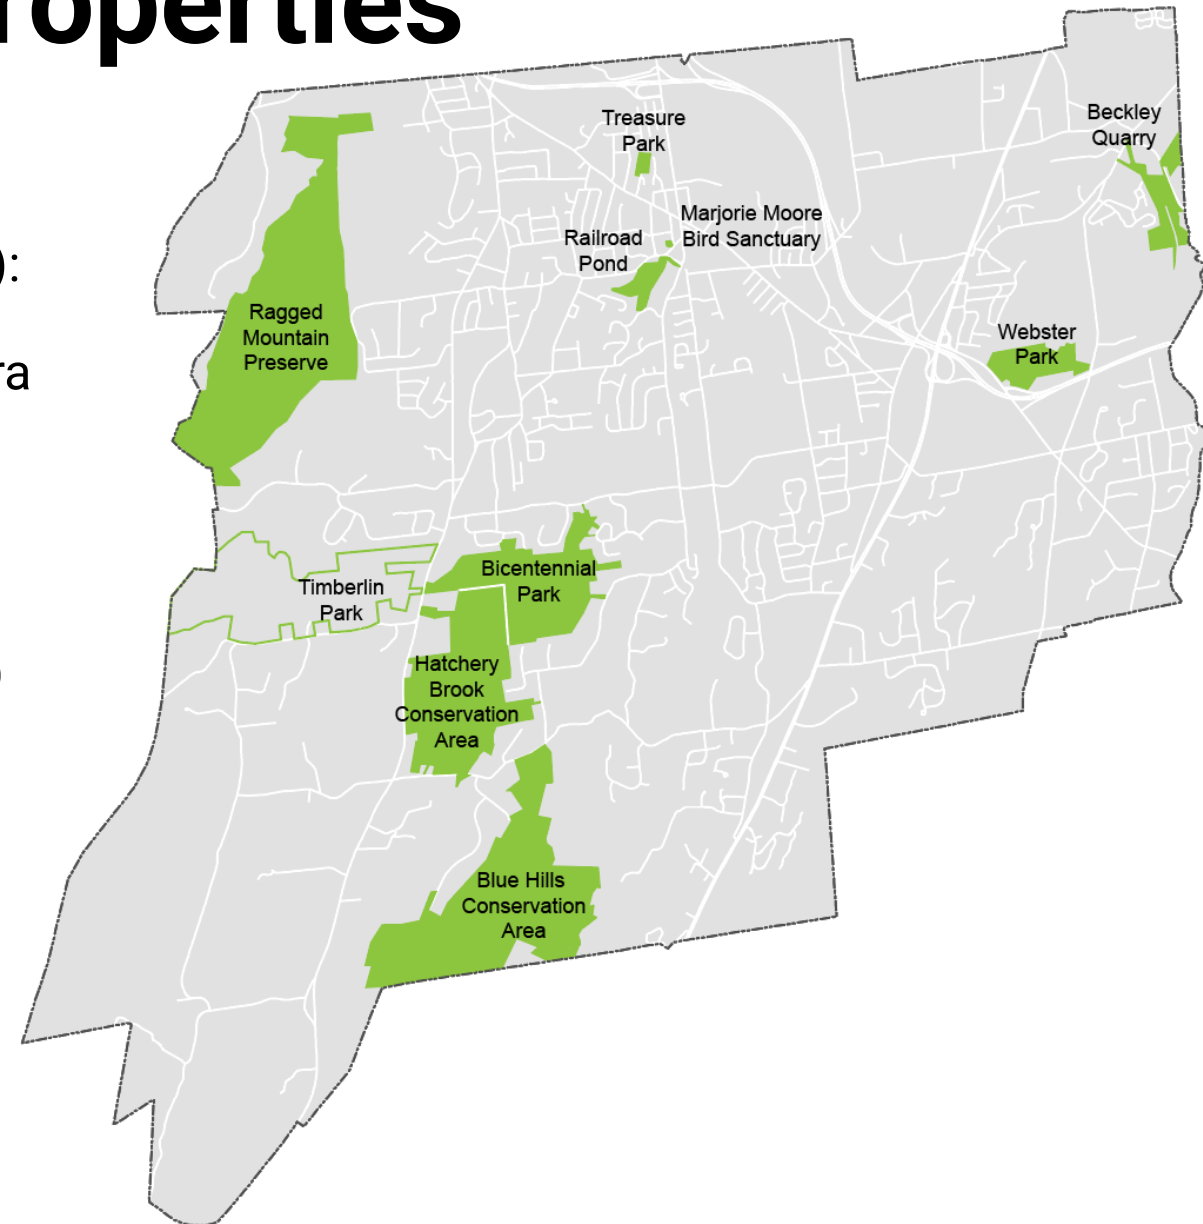 roperties
):
ra
)
Treasure
Park
Beckley
Quarry
Marjorie Moore
Bird Sanctuary
Railroad
Pond
Ragged
Mountain
Preserve
Webster
Park
Bicentennial
Park
Timberlin
Park
Hatchery
Brook
Conservation
Area
Blue Hills
Conservation
Area